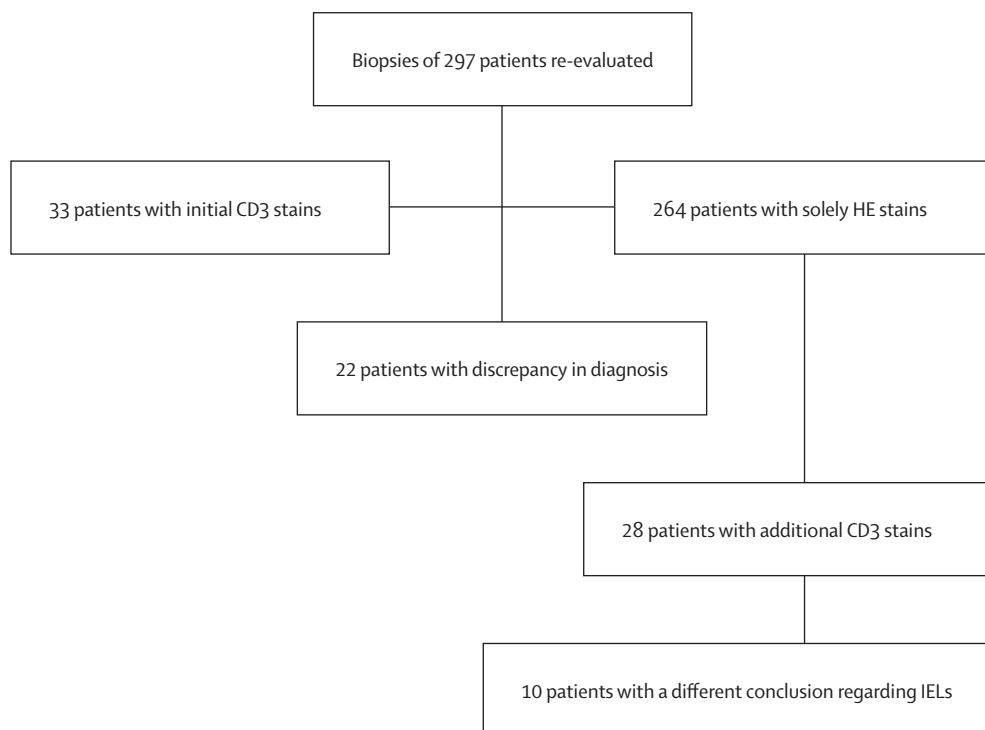 Biopsies of 297 patients re-evaluated
33 patients with initial CD3 stains
264 patients with solely HE stains
22 patients with discrepancy in diagnosis
28 patients with additional CD3 stains
10 patients with a different conclusion regarding IELs